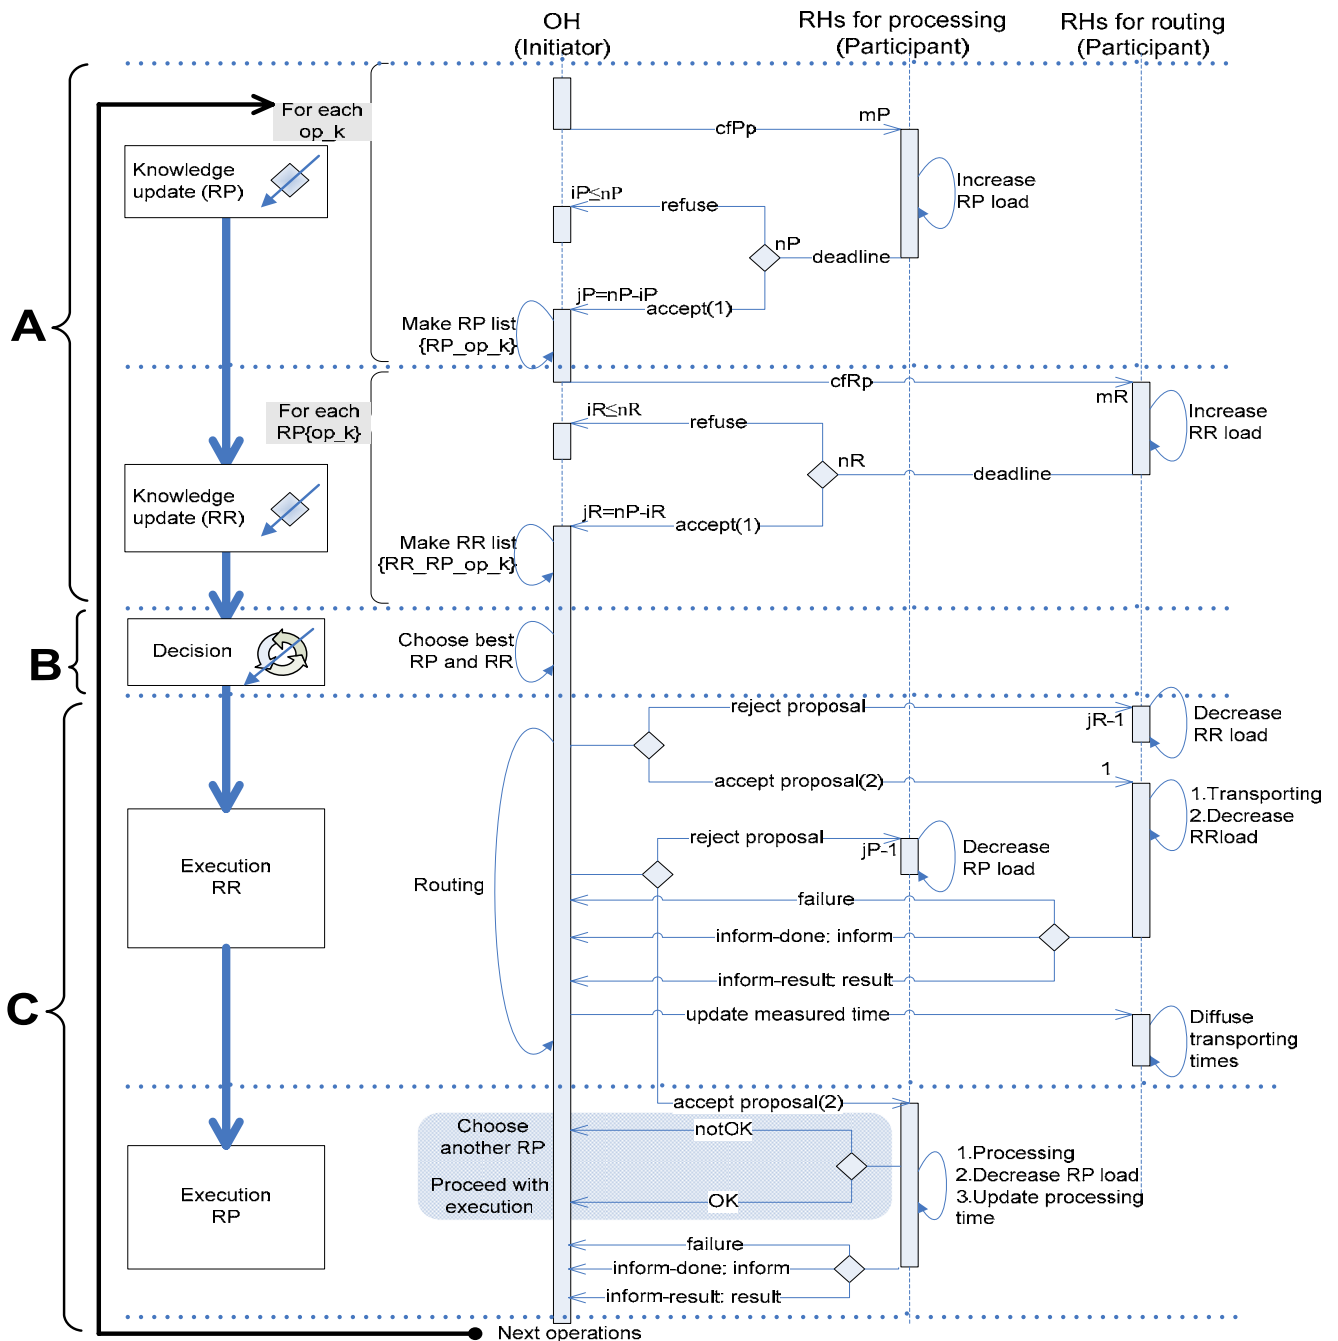 OH
(Initiator)
RHs for processing
(Participant)
RHs for routing
(Participant)
For each
op_k
mP
cfPp
Knowledge
update (RP)
Increase
RP load
iP≤nP
refuse
nP
deadline
jP=nP-iP
accept(1)
A
Make RP list
{RP_op_k}
cfRp
mR
For each
RP{op_k}
iR≤nR
refuse
Increase
RR load
nR
deadline
Knowledge
update (RR)
jR=nP-iR
accept(1)
Make RR list
{RR_RP_op_k}
B
Decision
Choose best
RP and RR
reject proposal
jR-1
Decrease
RR load
accept proposal(2)
1
1.Transporting
2.Decrease
RRload
reject proposal
jP-1
Decrease
RP load
Execution
RR
Routing
failure
inform-done: inform
inform-result: result
C
update measured time
Diffuse
transporting
times
accept proposal(2)
Choose
another RP
notOK
Proceed with
execution
OK
1.Processing
2.Decrease RP load
3.Update processing
time
Execution
RP
failure
inform-done: inform
inform-result: result
Next operations